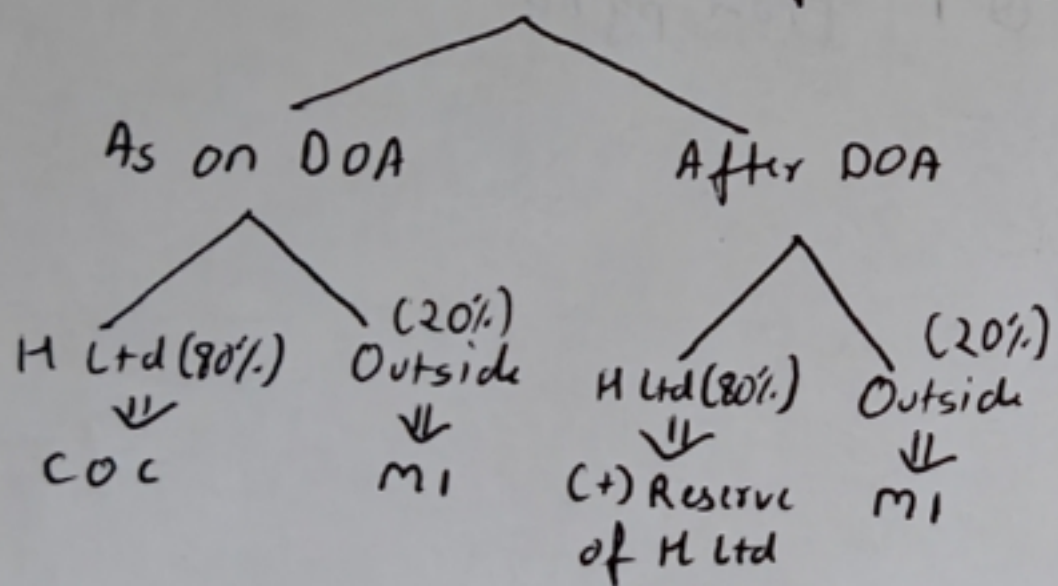 As on DOA
After DOA
H Ltd (80%)
(20%)
Outside
COC
MI
H Ltd (80%)
(20%)
Outside
(+) Reserve
of H Ltd
MI